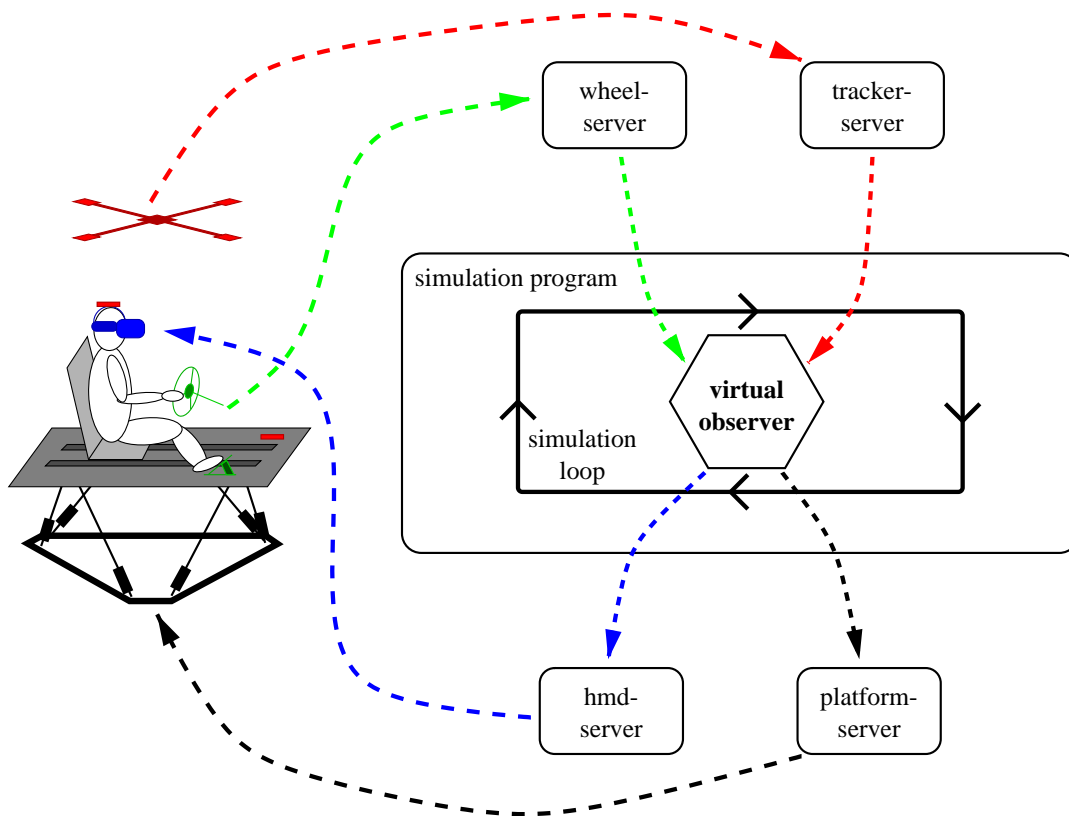 wheel-
server
tracker-
server
simulation program
virtual
observer
simulation
loop
hmd-
server
platform-
server